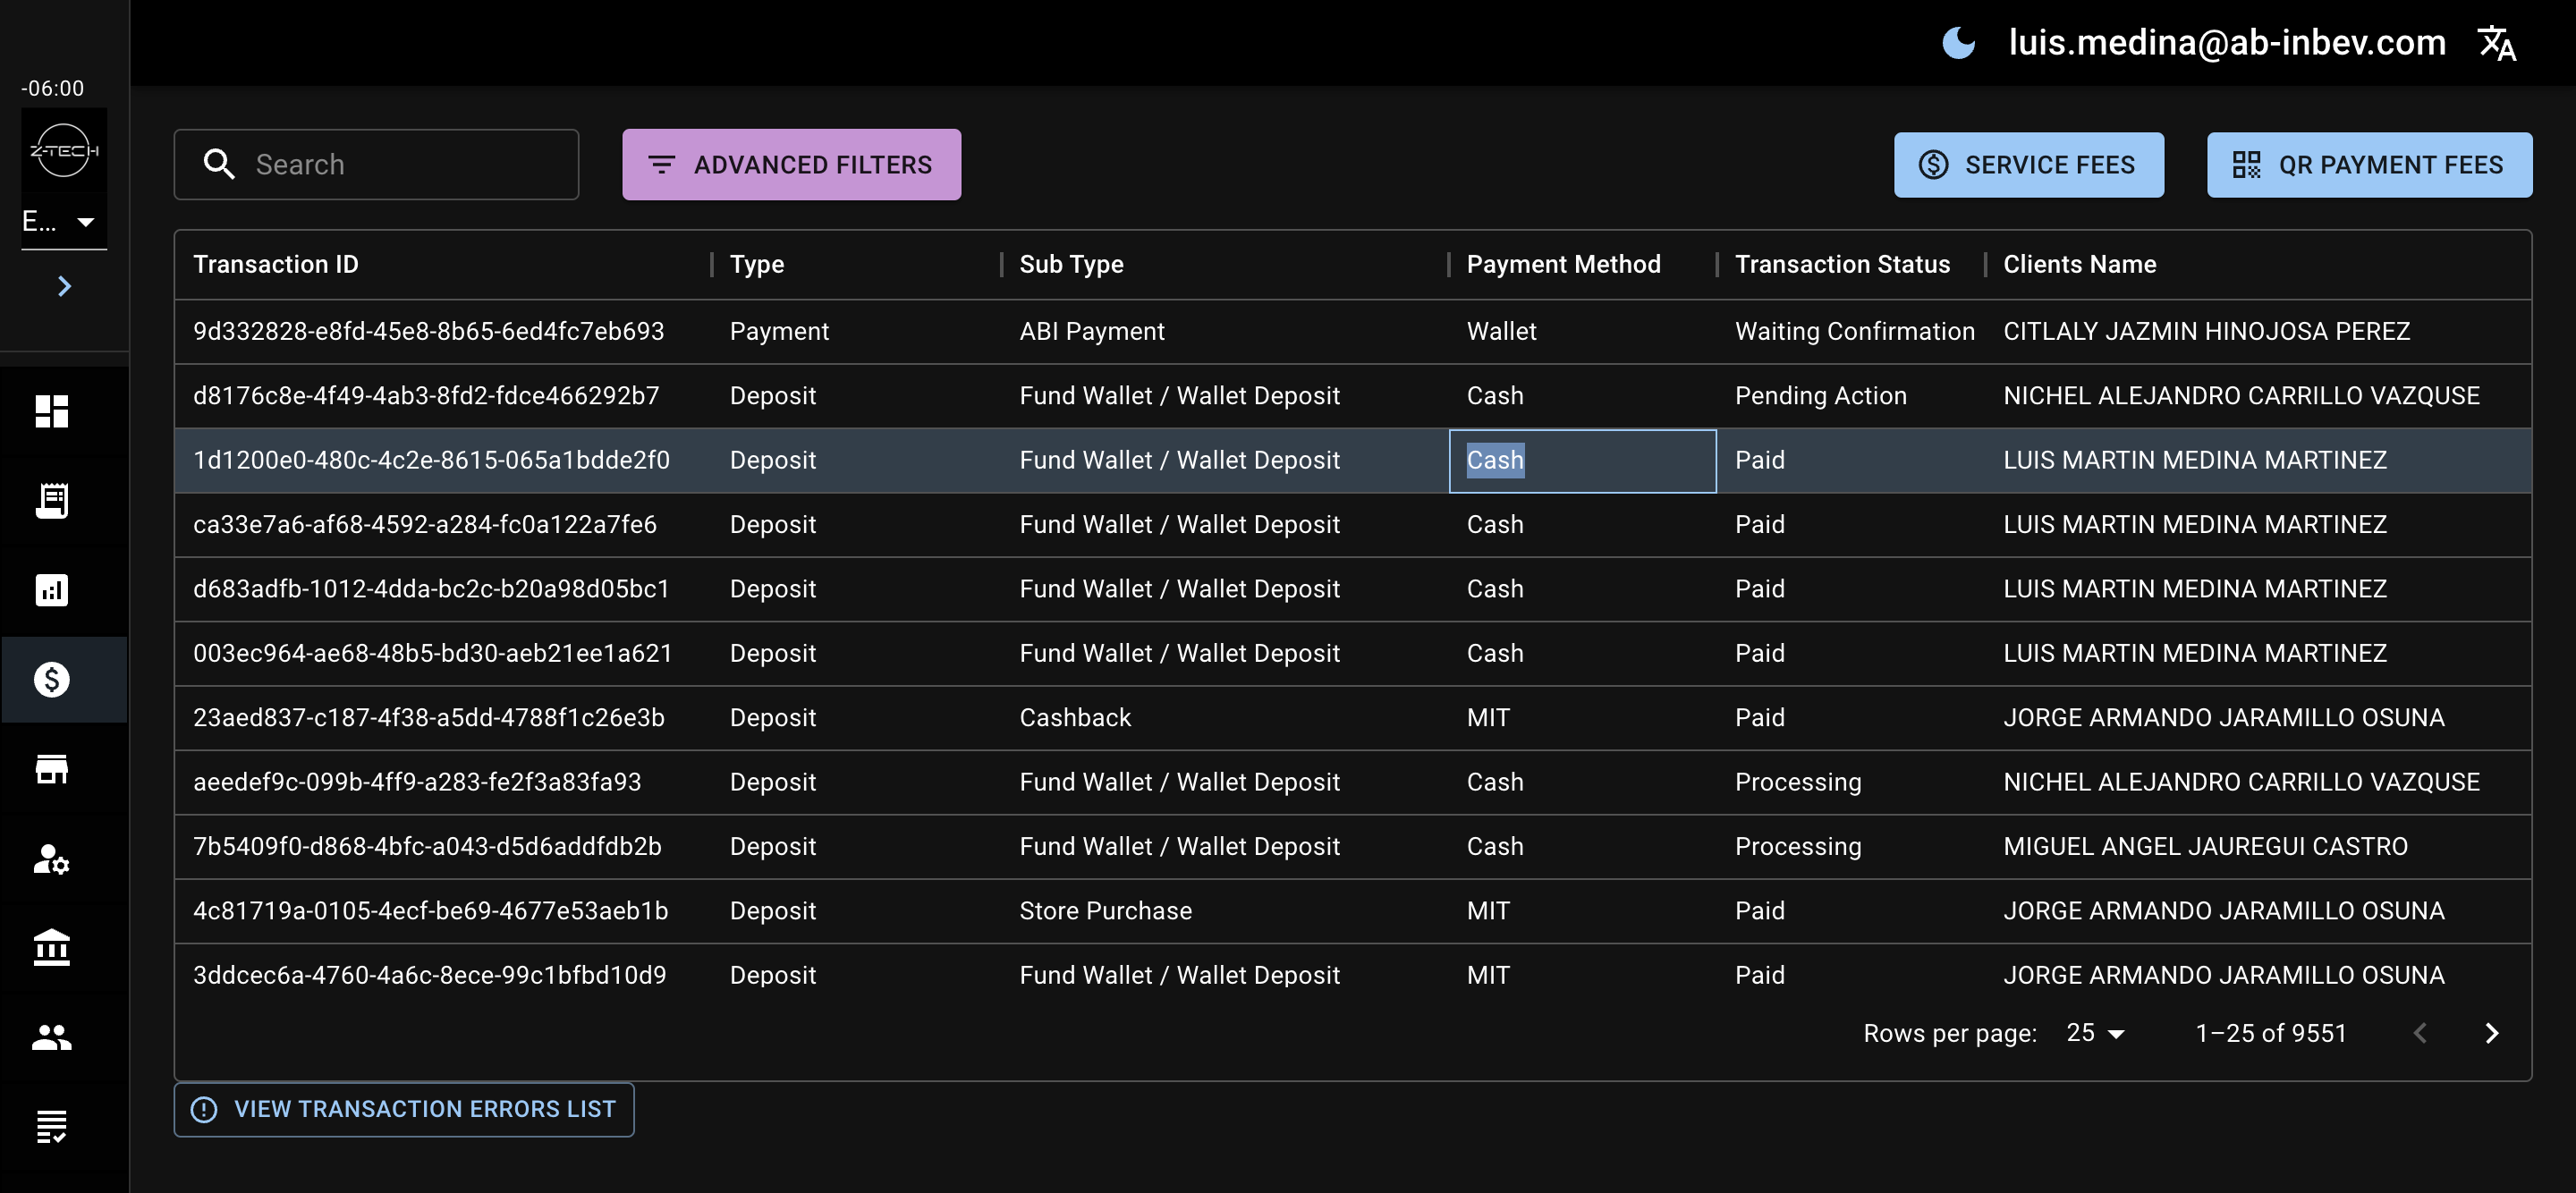 luis.medina@ab-inbev.com
-06:00
Z-TECH
E...
Search
ADVANCED FILTERS
SERVICE FEES
QR PAYMENT FEES
Transaction ID Type Sub Type Payment Method Transaction Status Clients Name
9d332828-e8fd-45e8-8b65-6ed4fc7eb693 Payment ABI Payment Wallet Waiting Confirmation CITLALY JAZMIN HINOJOSA PEREZ
d8176c8e-4f49-4ab3-8fd2-fdce466292b7 Deposit Fund Wallet / Wallet Deposit Cash Pending Action NICHEL ALEJANDRO CARRILLO VAZQUSE
1d1200e0-480c-4c2e-8615-065a1bdde2f0 Deposit Fund Wallet / Wallet Deposit Cash Paid LUIS MARTIN MEDINA MARTINEZ
ca33e7a6-af68-4592-a284-fc0a122a7fe6 Deposit Fund Wallet / Wallet Deposit Cash Paid LUIS MARTIN MEDINA MARTINEZ
d683adfb-1012-4dda-bc2c-b20a98d05bc1 Deposit Fund Wallet / Wallet Deposit Cash Paid LUIS MARTIN MEDINA MARTINEZ
003ec964-ae68-48b5-bd30-aeb21ee1a621 Deposit Fund Wallet / Wallet Deposit Cash Paid LUIS MARTIN MEDINA MARTINEZ
23aed837-c187-4f38-a5dd-4788f1c26e3b Deposit Cashback MIT Paid JORGE ARMANDO JARAMILLO OSUNA
aeedef9c-099b-4ff9-a283-fe2f3a83fa93 Deposit Fund Wallet / Wallet Deposit Cash Processing NICHEL ALEJANDRO CARRILLO VAZQUSE
7b5409f0-d868-4bfc-a043-d5d6addfdb2b Deposit Fund Wallet / Wallet Deposit Cash Processing MIGUEL ANGEL JAUREGUI CASTRO
4c81719a-0105-4ecf-be69-4677e53aeb1b Deposit Store Purchase MIT Paid JORGE ARMANDO JARAMILLO OSUNA
3ddcec6a-4760-4a6c-8ece-99c1bfbd10d9 Deposit Fund Wallet / Wallet Deposit MIT Paid JORGE ARMANDO JARAMILLO OSUNA
Rows per page: 25 1–25 of 9551
VIEW TRANSACTION ERRORS LIST